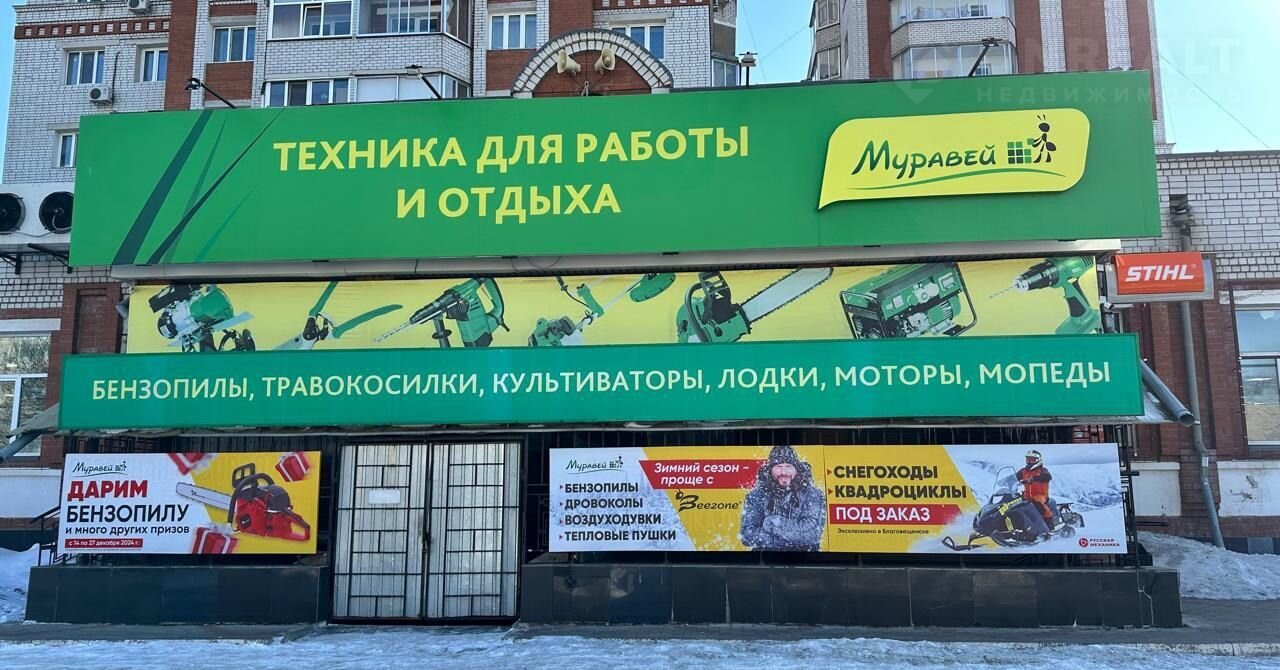 ТЕХНИКА ДЛЯ РАБОТЫ
И ОТДЫХА
Муравей
НЕДВИЖИМОСТЬ
STIHL
БЕНЗОПИЛЫ, ТРАВОКОСИЛКИ, КУЛЬТИВАТОРЫ, ЛОДКИ, МОТОРЫ, МОПЕДЫ
Муравей
ДАРИМ
БЕНЗОПИЛУ
и много других призов
с 14 по 27 декабря 2024 г.
Муравей
БЕНЗОПИЛЫ
ДРОВОКОЛЫ
ВОЗДУХОДУВКИ
ТЕПЛОВЫЕ ПУШКИ
Зимний сезон -
проще с
Beezone
СНЕГОХОДЫ
КВАДРОЦИКЛЫ
ПОД ЗАКАЗ
Эксклюзивно в Благовещенске
РУССКАЯ
МЕХАНИКА